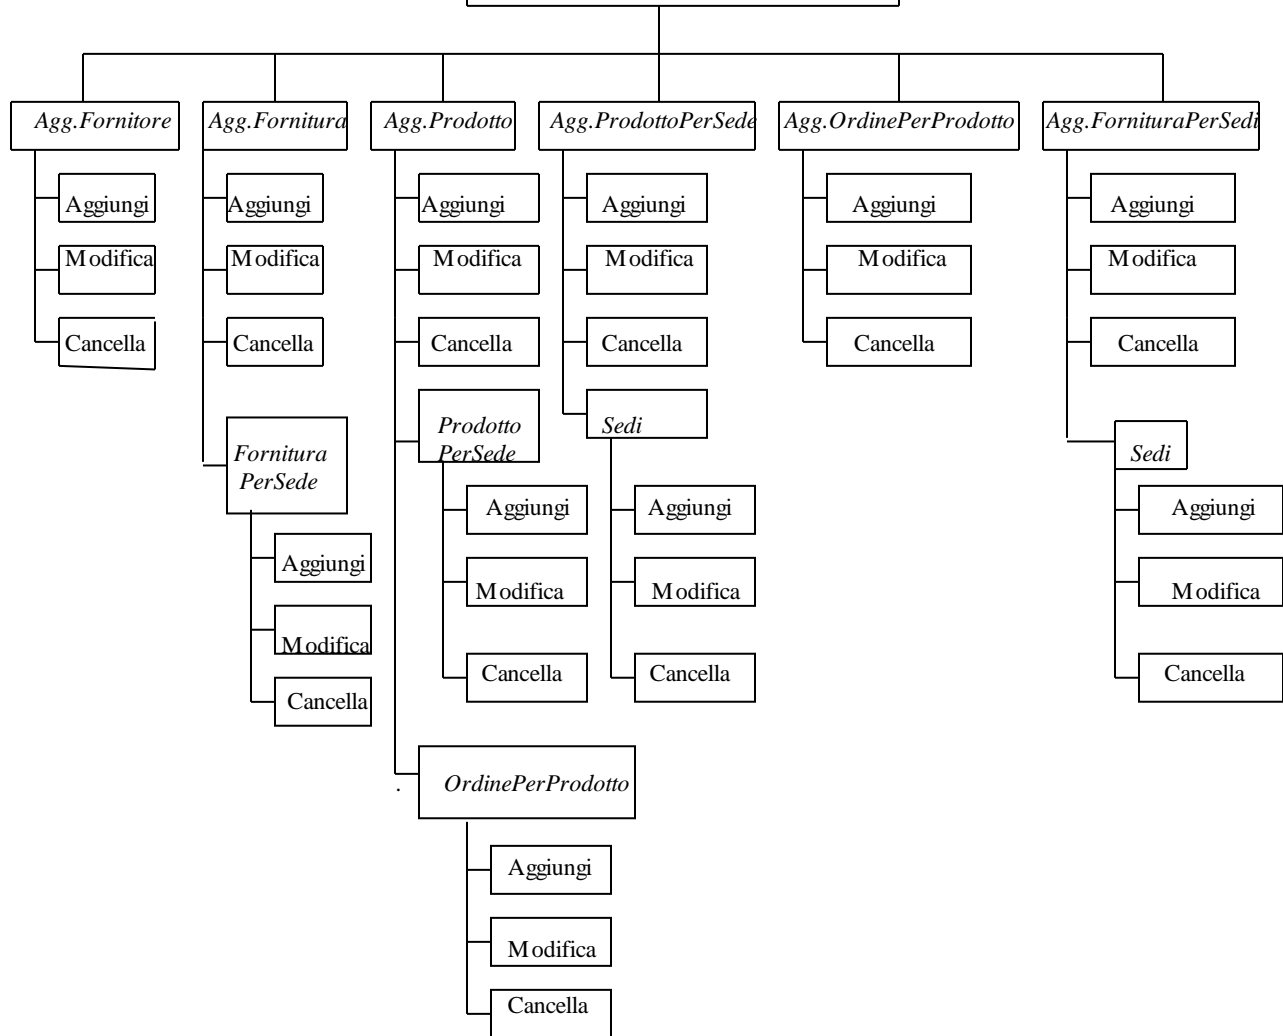 Agg.Fornitore
Agg.Fornitura
Agg.Prodotto
Agg.ProdottoPerSede
Agg.OrdinePerProdotto
Agg.FornituraPerSedi
Aggiungi
Aggiungi
Aggiungi
Aggiungi
Aggiungi
Aggiungi
Modifica
Modifica
Modifica
Modifica
Modifica
Modifica
Cancella
Cancella
Cancella
Cancella
Cancella
Cancella
Fornitura
PerSede
Prodotto
PerSede
Sedi
Sedi
Aggiungi
Aggiungi
Aggiungi
Aggiungi
Modifica
Modifica
Modifica
Modifica
Cancella
Cancella
Cancella
Cancella
. OrdinePerProdotto
Aggiungi
Modifica
Cancella